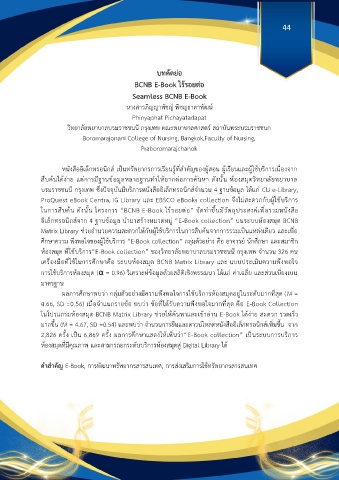 44
บทคัดย่อ
BCNB E-Book ไร้รอยต่อ
Seamless BCNB E-Book
นางสาวภิญญาพัชญ์ พิชญธาดาพัฒน์
Phinyaphat Pichayatadapat
วิทยาลัยพยาบาลบรมราชชนนี กรุงเทพ คณะพยาบาลศาสตร์ สถาบันพระบรมราชชนก
Boromarajonani College of Nursing, Bangkok,Faculty of Nursing,
Praboromarajchanok
หนังสืออิเล็กทรอนิกส์ เป็นทรัพยากรการเรียนรู้ที่สำคัญของผู้สอน ผู้เรียนและผู้ใช้บริการเนื่องจาก
สืบค้นได้ง่าย แต่การมีฐานข้อมูลหลายฐานทำให้ยากต่อการค้นหา ดังนั้น ห้องสมุดวิทยาลัยพยาบาล
บรมราชชนนี กรุงเทพ ซึ่งปัจจุบันมีบริการหนังสืออิเล็กทรอนิกส์จำนวน 4 ฐานข้อมูล ได้แก่ CU e-Library,
ProQuest eBook Centra, IG Library และ EBSCO eBooks collection จึงไม่สะดวกกับผู้ใช้บริการ
ในการสืบค้น ดังนั้น โครงการ "BCNB E-Book ไร้รอยต่อ" จัดทำขึ้นมีวัตถุประสงค์เพื่อรวมหนังสือ
อิเล็กทรอนิกส์จาก 4 ฐานข้อมูล นำมาสร้างหมวดหมู่ "E-Book collection" บนระบบห้องสมุด BCNB
Matrix Library ช่วยอำนวยความสะดวกให้กับผู้ใช้บริการในการสืบค้นจากการรวมเป็นแหล่งเดียว และเพื่อ
ศึกษาความ พึงพอใจของผู้ใช้บริการ "E-Book collection" กลุ่มตัวอย่าง คือ อาจารย์ นักศึกษา และสมาชิก
ห้องสมุด ที่ใช้บริการ"E-Book collection" ของวิทยาลัยพยาบาลบรมราชชนนี กรุงเทพ จำนวน 326 คน
เครื่องมือที่ใช้ในการศึกษาคือ ระบบห้องสมุด BCNB Matrix Library และ แบบประเมินความพึงพอใจ
การใช้บริการห้องสมุด (α = 0.96) วิเคราะห์ข้อมูลด้วยสถิติเชิงพรรณนา ได้แก่ ค่าเฉลี่ย และส่วนเบี่ยงเบน
มาตรฐาน
ผลการศึกษาพบว่า กลุ่มตัวอย่างมีความพึงพอใจการใช้บริการห้องสมุดอยู่ในระดับมากที่สุด (M =
4.66, SD =0.56) เมื่อจำแนกรายข้อ พบว่า ข้อที่ได้รับความพึงพอใจมากที่สุด คือ E-Book Collection
ในโปรแกรมห้องสมุด BCNB Matrix Library ช่วยให้ค้นหาและเข้าอ่าน E-Book ได้ง่าย สะดวก รวดเร็ว
มากขึ้น (M = 4.67, SD =0.54) และพบว่า จำนวนการยืมและดาวน์โหลดหนังสืออิเล็กทรอนิกส์เพิ่มขึ้น จาก
2,826 ครั้ง เป็น 6,869 ครั้ง ผลการศึกษาแสดงให้เห็นว่า" E-Book collection" เป็นระบบการบริการ
ห้องสมุดที่มีคุณภาพ และสามารถยกระดับบริการห้องสมุดสู่ Digital Library ได้
คำสำคัญ E-Book, การพัฒนาทรัพยากรสารสนเทศ, การส่งเสริมการใช้ทรัพยากรสารสนเทศ